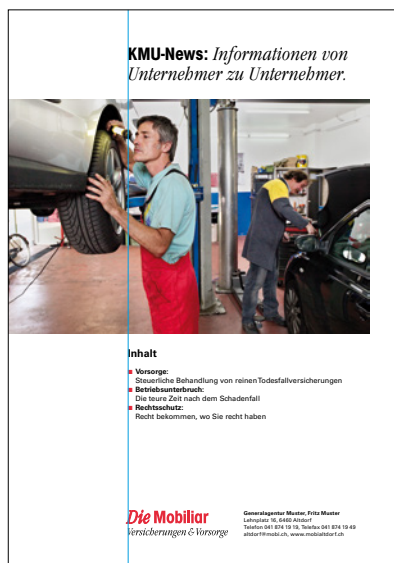 KMU-News: Informationen von
Unternehmer zu Unternehmer.
Inhalt
Vorsorge:
Steuerliche Behandlung von reinen Todesfallversicherungen
Betriebsunterbruch:
Die teure Zeit nach dem Schadenfall
Rechtsschutz:
Recht bekommen, wo Sie recht haben
Die Mobiliar
Versicherungen & Vorsorge
Generalagentur Muster, Fritz Muster
Lehnplatz 16, 6460 Altdorf
Telefon 041 874 19 19, Telefax 041 874 19 49
altdorf@mobi.ch, www.mobialtdorf.ch